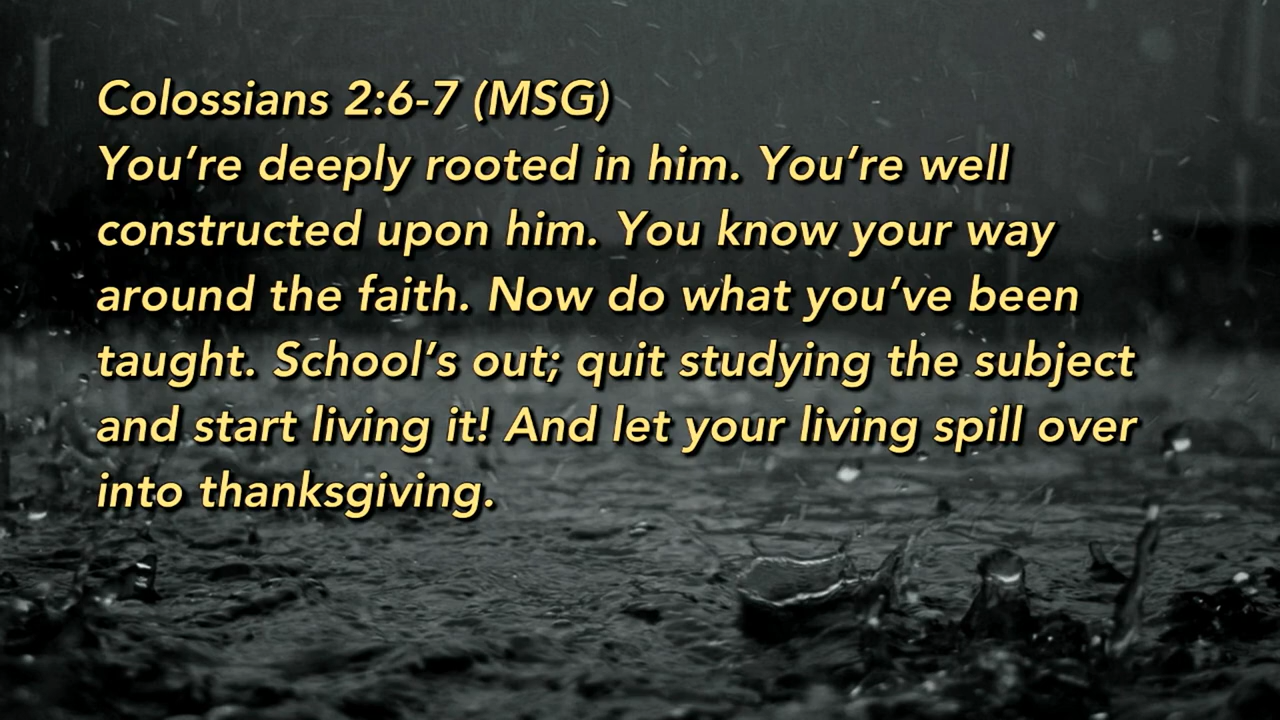 Colossians 2:6-7 (MSG)
You’re deeply rooted in him. You’re well
constructed upon him. You know your way
around the faith. Now do what you’ve been
taught. School’s out; quit studying the subject
and start living it! And let your living spill over
into thanksgiving.